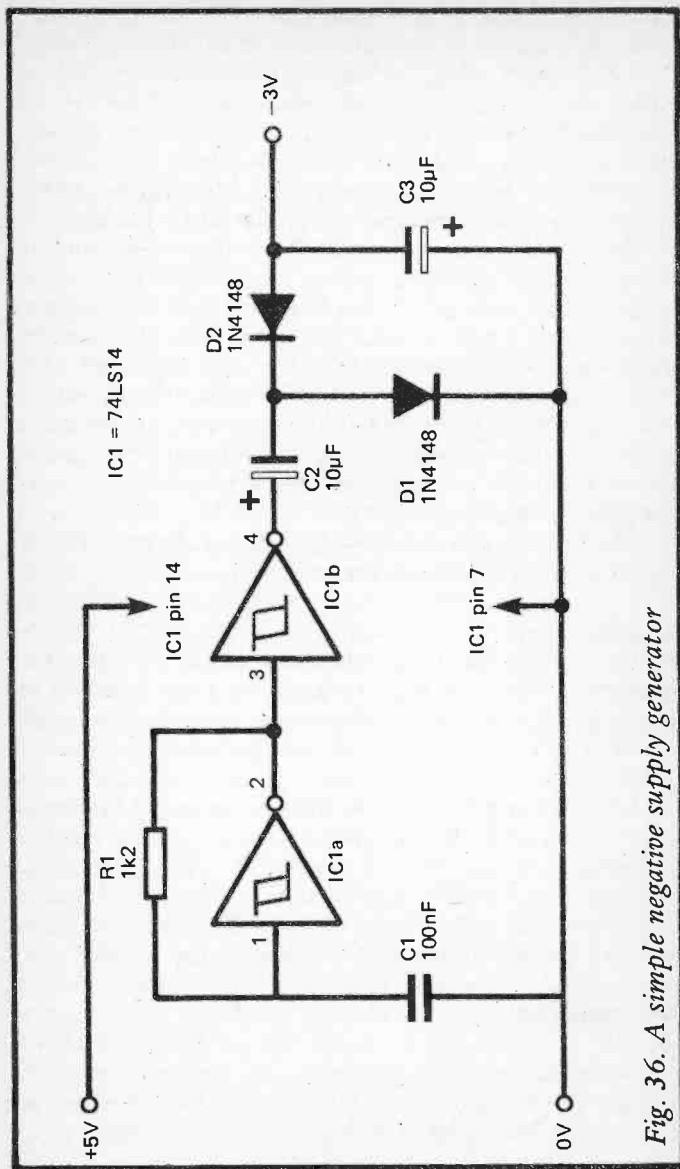 +5V
IC1 = 74LS14
R1
1k2
IC1 pin 14
D2
1N4148
−3V
1
2
3
4
IC1a
IC1b
+
C2
10µF
C1
100nF
D1
1N4148
C3
10µF
+
IC1 pin 7
0V
Fig. 36. A simple negative supply generator